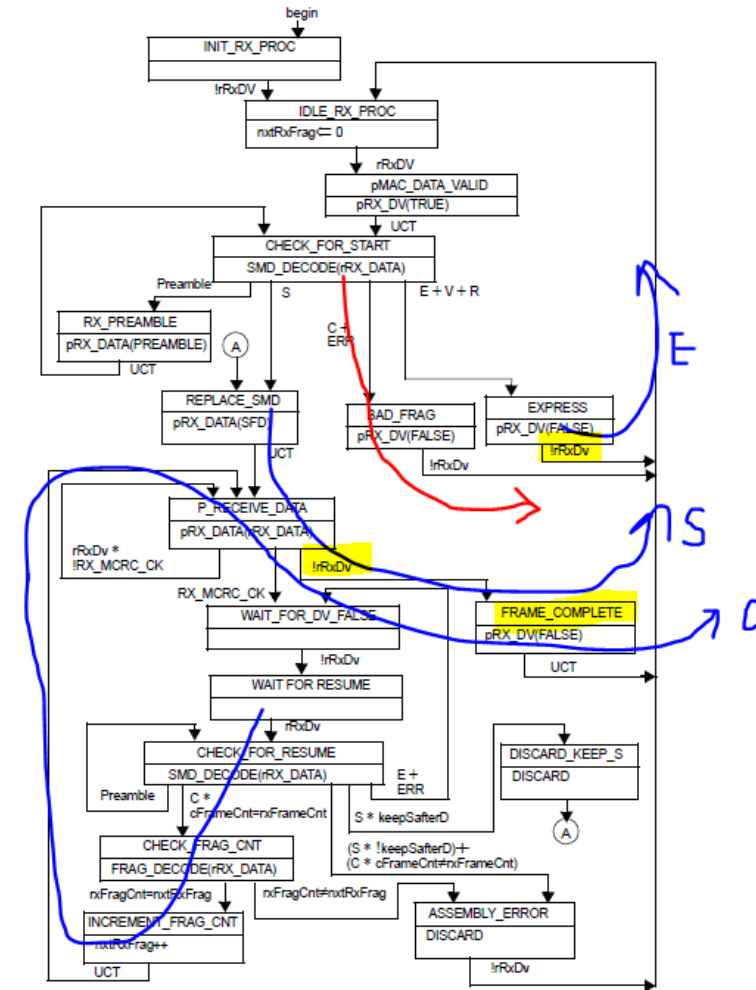 begin
INIT_RX_PROC
!rRxDV
IDLE_RX_PROC
nxtRxFrag⇐ 0
rRxDV
pMAC_DATA_VALID
pRX_DV(TRUE)
UCT
CHECK_FOR_START
SMD_DECODE(rRX_DATA)
Preamble
S
C +
ERR
E + V + R
E
RX_PREAMBLE
pRX_DATA(PREAMBLE)
UCT
A
REPLACE_SMD
pRX_DATA(SFD)
UCT
BAD_FRAG
pRX_DV(FALSE)
!rRxDv
EXPRESS
pRX_DV(FALSE)
!rRxDv
P_RECEIVE_DATA
pRX_DATA(rRX_DATA)
rRxDv *
!RX_MCRC_CK
RX_MCRC_CK
!rRxDv
S
WAIT_FOR_DV_FALSE
!rRxDv
FRAME_COMPLETE
pRX_DV(FALSE)
UCT
WAIT FOR RESUME
rRxDv
CHECK_FOR_RESUME
SMD_DECODE(rRX_DATA)
Preamble
C *
cFrameCnt=rxFrameCnt
E +
ERR
S * keepSafterD
DISCARD_KEEP_S
DISCARD
A
(S * !keepSafterD)+
(C * cFrameCnt≠rxFrameCnt)
CHECK_FRAG_CNT
FRAG_DECODE(rRX_DATA)
rxFragCnt=nxtRxFrag
rxFragCnt≠nxtRxFrag
INCREMENT_FRAG_CNT
nxtRxFrag++
UCT
ASSEMBLY_ERROR
DISCARD
!rRxDv